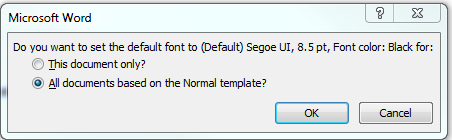 Microsoft Word
Do you want to set the default font to (Default) Segoe UI, 8.5 pt, Font color: Black for:
This document only?
All documents based on the Normal template?
OK Cancel